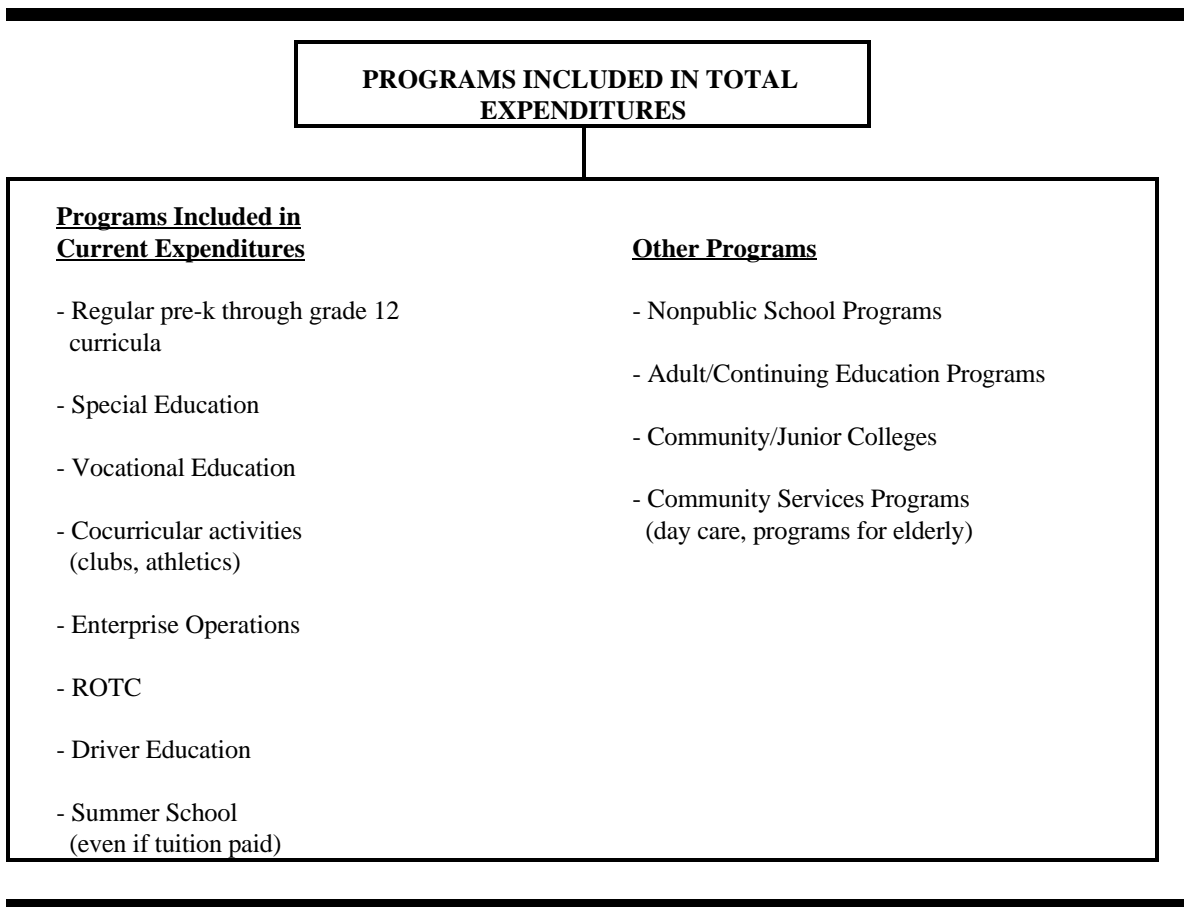 PROGRAMS INCLUDED IN TOTAL
EXPENDITURES
Programs Included in
Current Expenditures
- Regular pre-k through grade 12
curricula
- Special Education
- Vocational Education
- Cocurricular activities
(clubs, athletics)
- Enterprise Operations
- ROTC
- Driver Education
- Summer School
(even if tuition paid)
Other Programs
- Nonpublic School Programs
- Adult/Continuing Education Programs
- Community/Junior Colleges
- Community Services Programs
(day care, programs for elderly)